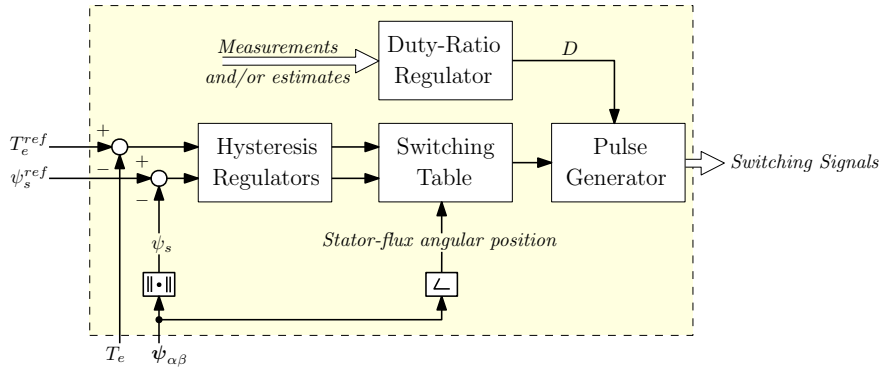 Measurements
and/or estimates
Duty-Ratio
Regulator
D
T_e^{ref}
+
−
ψ_s^{ref}
+
−
Hysteresis
Regulators
Switching
Table
Pulse
Generator
Switching Signals
ψ_s
Stator-flux angular position
‖•‖
∠
T_e
ψ_{αβ}